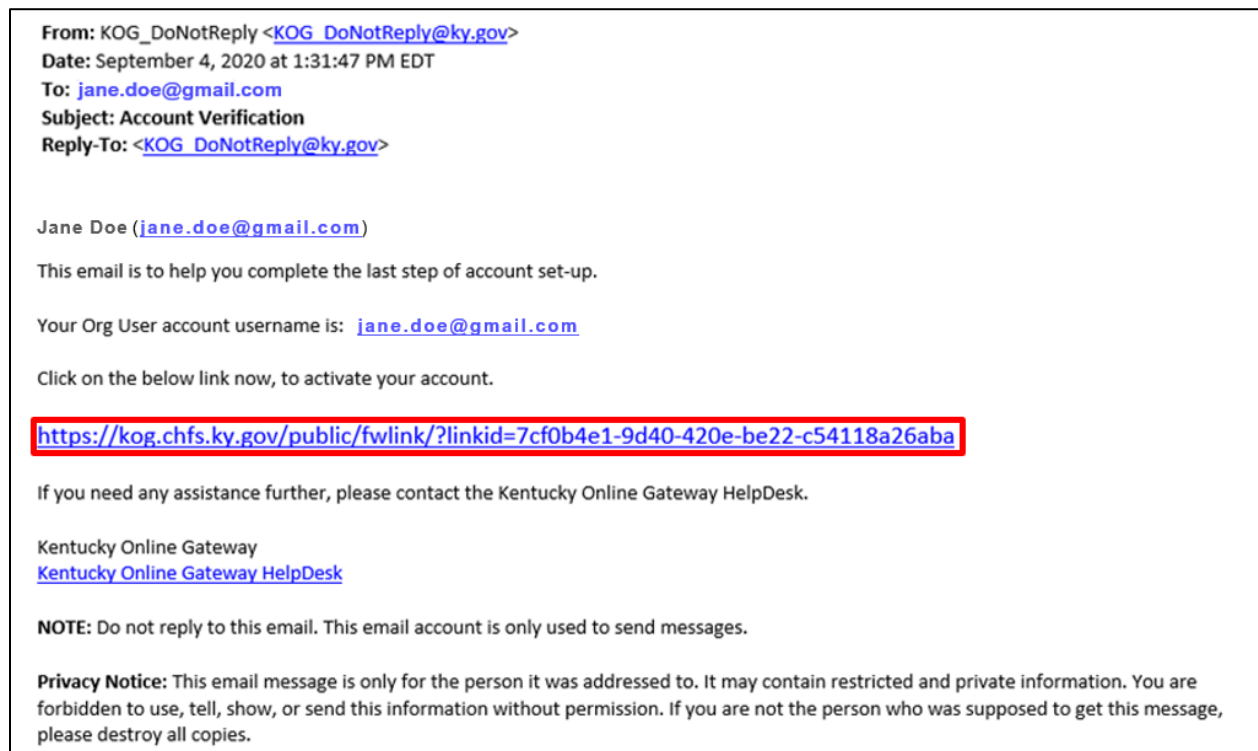 From: KOG_DoNotReply <KOG_DoNotReply@ky.gov>
Date: September 4, 2020 at 1:31:47 PM EDT
To: jane.doe@gmail.com
Subject: Account Verification
Reply-To: <KOG_DoNotReply@ky.gov>
Jane Doe (jane.doe@gmail.com)
This email is to help you complete the last step of account set-up.
Your Org User account username is: jane.doe@gmail.com
Click on the below link now, to activate your account.
https://kog.chfs.ky.gov/public/fwlink/?linkid=7cf0b4e1-9d40-420e-be22-c54118a26aba
If you need any assistance further, please contact the Kentucky Online Gateway HelpDesk.
Kentucky Online Gateway
Kentucky Online Gateway HelpDesk
NOTE: Do not reply to this email. This email account is only used to send messages.
Privacy Notice: This email message is only for the person it was addressed to. It may contain restricted and private information. You are
forbidden to use, tell, show, or send this information without permission. If you are not the person who was supposed to get this message,
please destroy all copies.